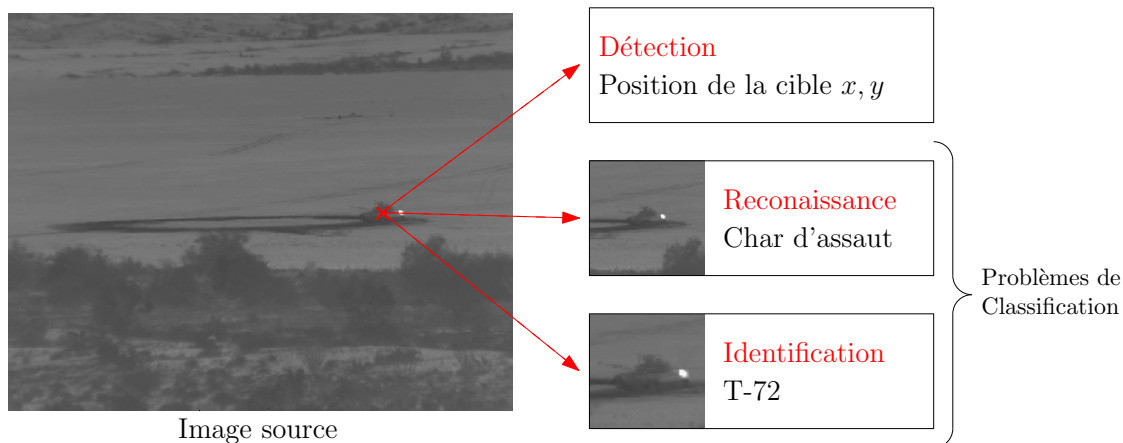 Détection
Position de la cible x, y
Reconaissance
Char d'assaut
Problèmes de
Classification
Identification
T-72
Image source